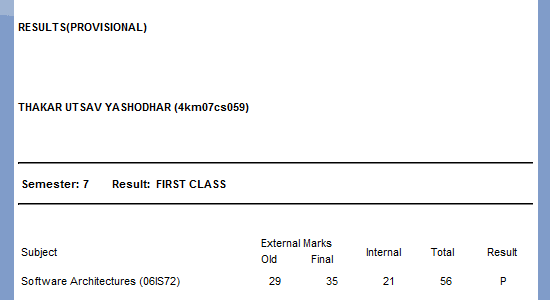 RESULTS(PROVISIONAL)
THAKAR UTSAV YASHODHAR (4km07cs059)
Semester: 7 Result: FIRST CLASS
Subject External Marks Old Final Internal Total Result
Software Architectures (06IS72) 29 35 21 56 P